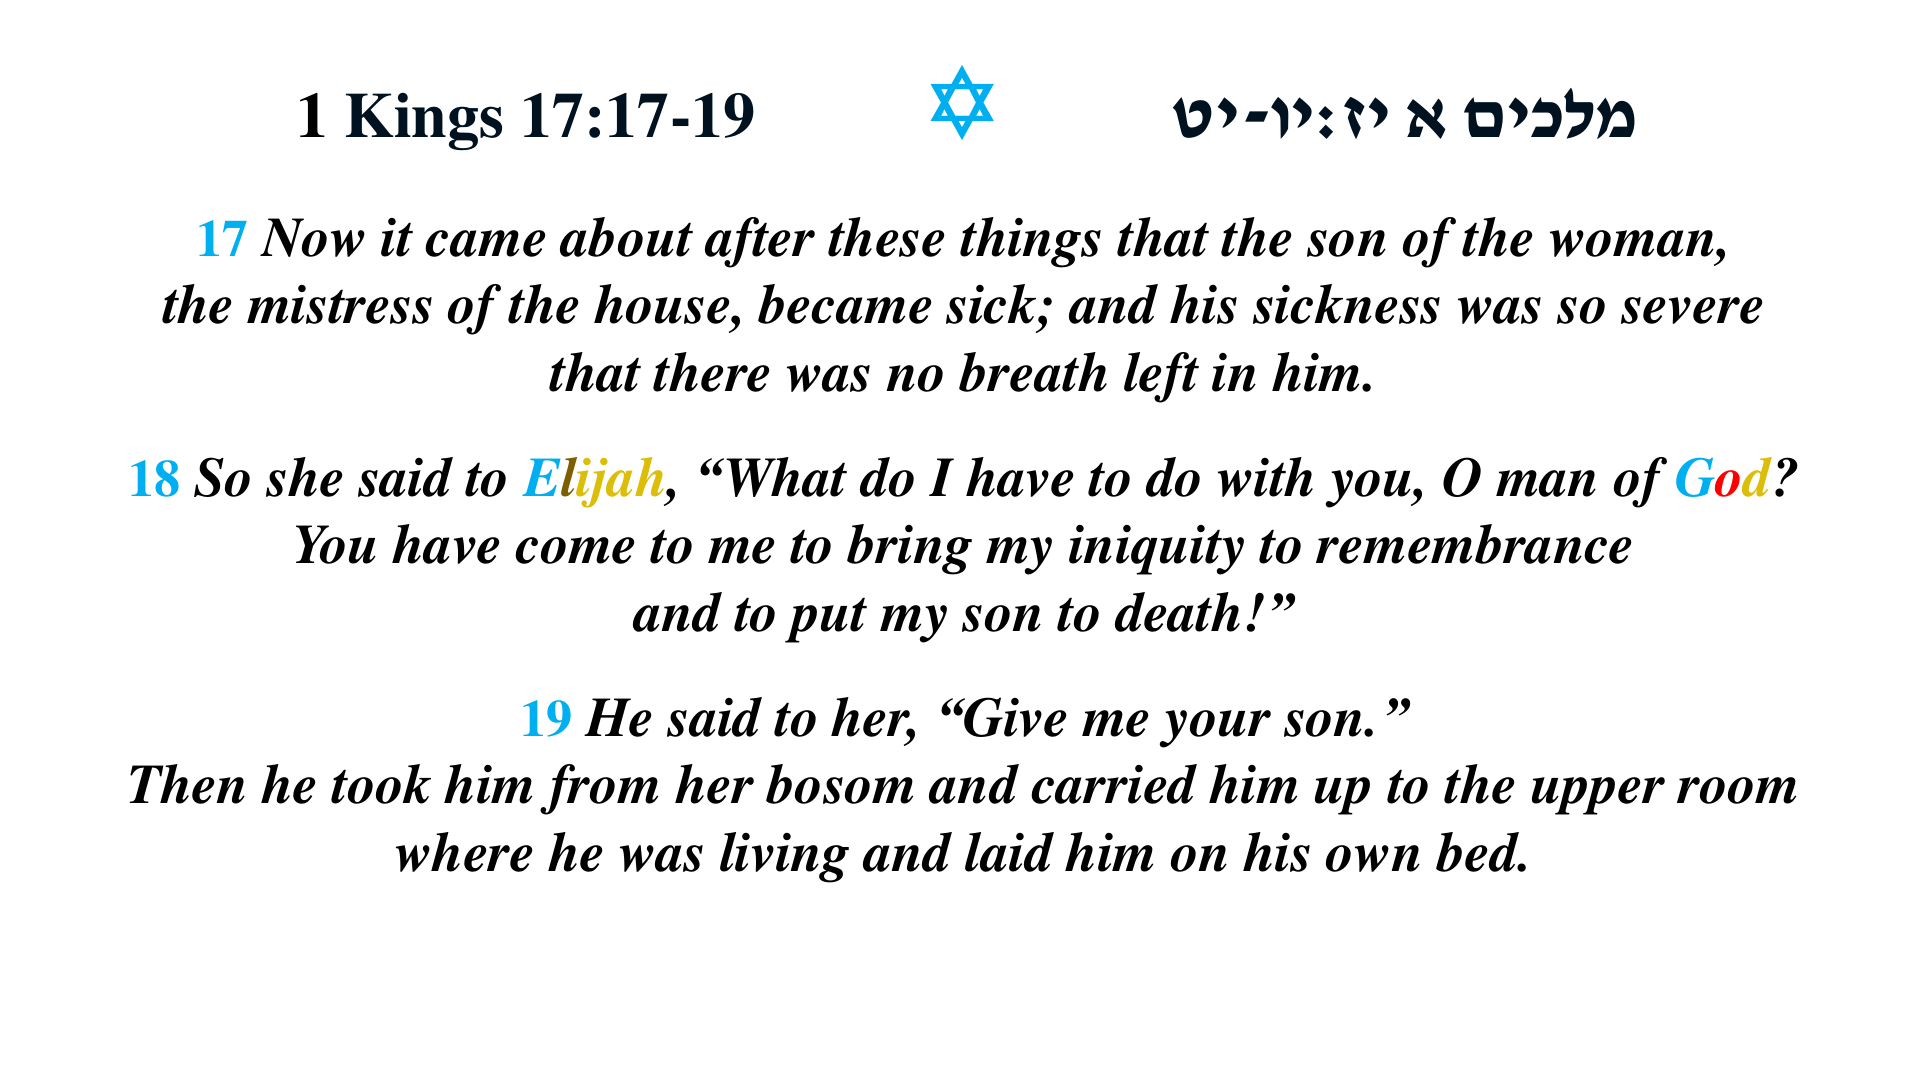 1 Kings 17:17-19 ✡ מלכים א יז:יו-יט
17 Now it came about after these things that the son of the woman,
the mistress of the house, became sick; and his sickness was so severe
that there was no breath left in him.
18 So she said to Elijah, “What do I have to do with you, O man of God?
You have come to me to bring my iniquity to remembrance
and to put my son to death!”
19 He said to her, “Give me your son.”
Then he took him from her bosom and carried him up to the upper room
where he was living and laid him on his own bed.